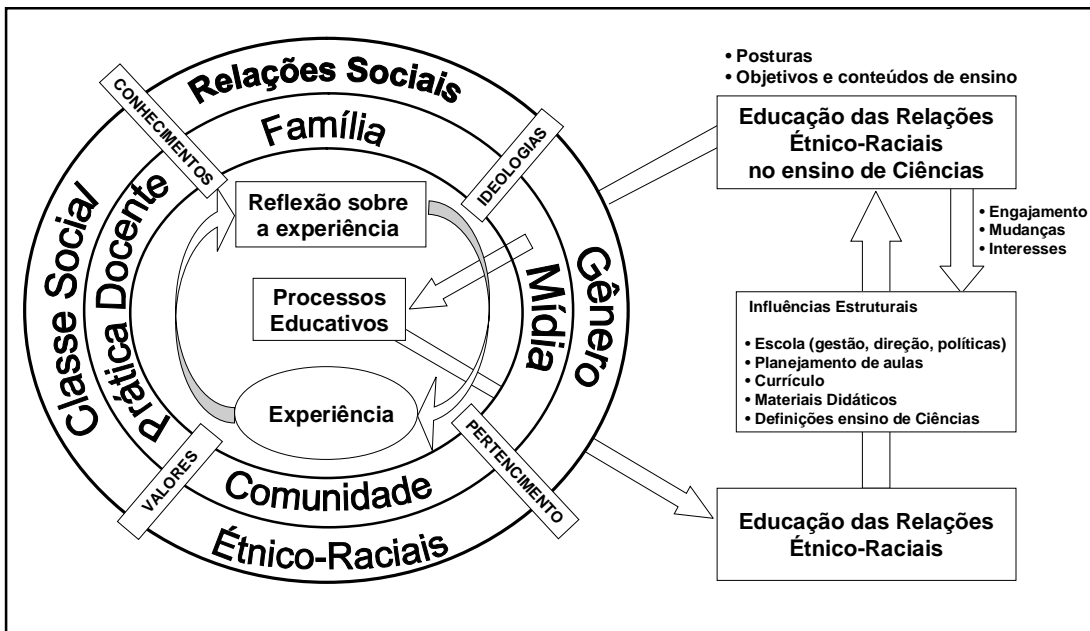 Relações Sociais
Família
CONHECIMENTOS
IDEOLOGIAS
Classe Social
Prática Docente
Reflexão sobre
a experiência
Processos
Educativos
Experiência
Mídia
Gênero
VALORES
PERTENCIMENTO
Comunidade
Étnico-Raciais
• Posturas
• Objetivos e conteúdos de ensino
Educação das Relações
Étnico-Raciais
no ensino de Ciências
• Engajamento
• Mudanças
• Interesses
Influências Estruturais
• Escola (gestão, direção, políticas)
• Planejamento de aulas
• Currículo
• Materiais Didáticos
• Definições ensino de Ciências
Educação das Relações
Étnico-Raciais